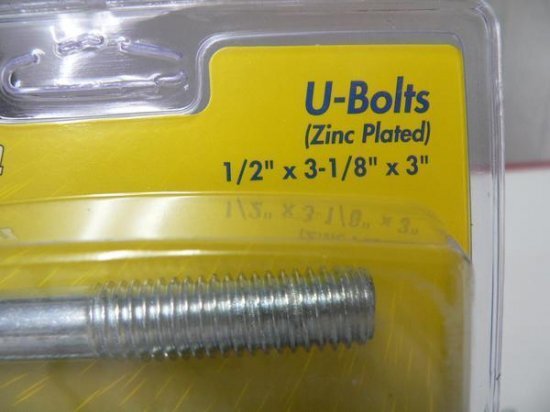 U-Bolts
(Zinc Plated)
1/2" x 3-1/8" x 3"